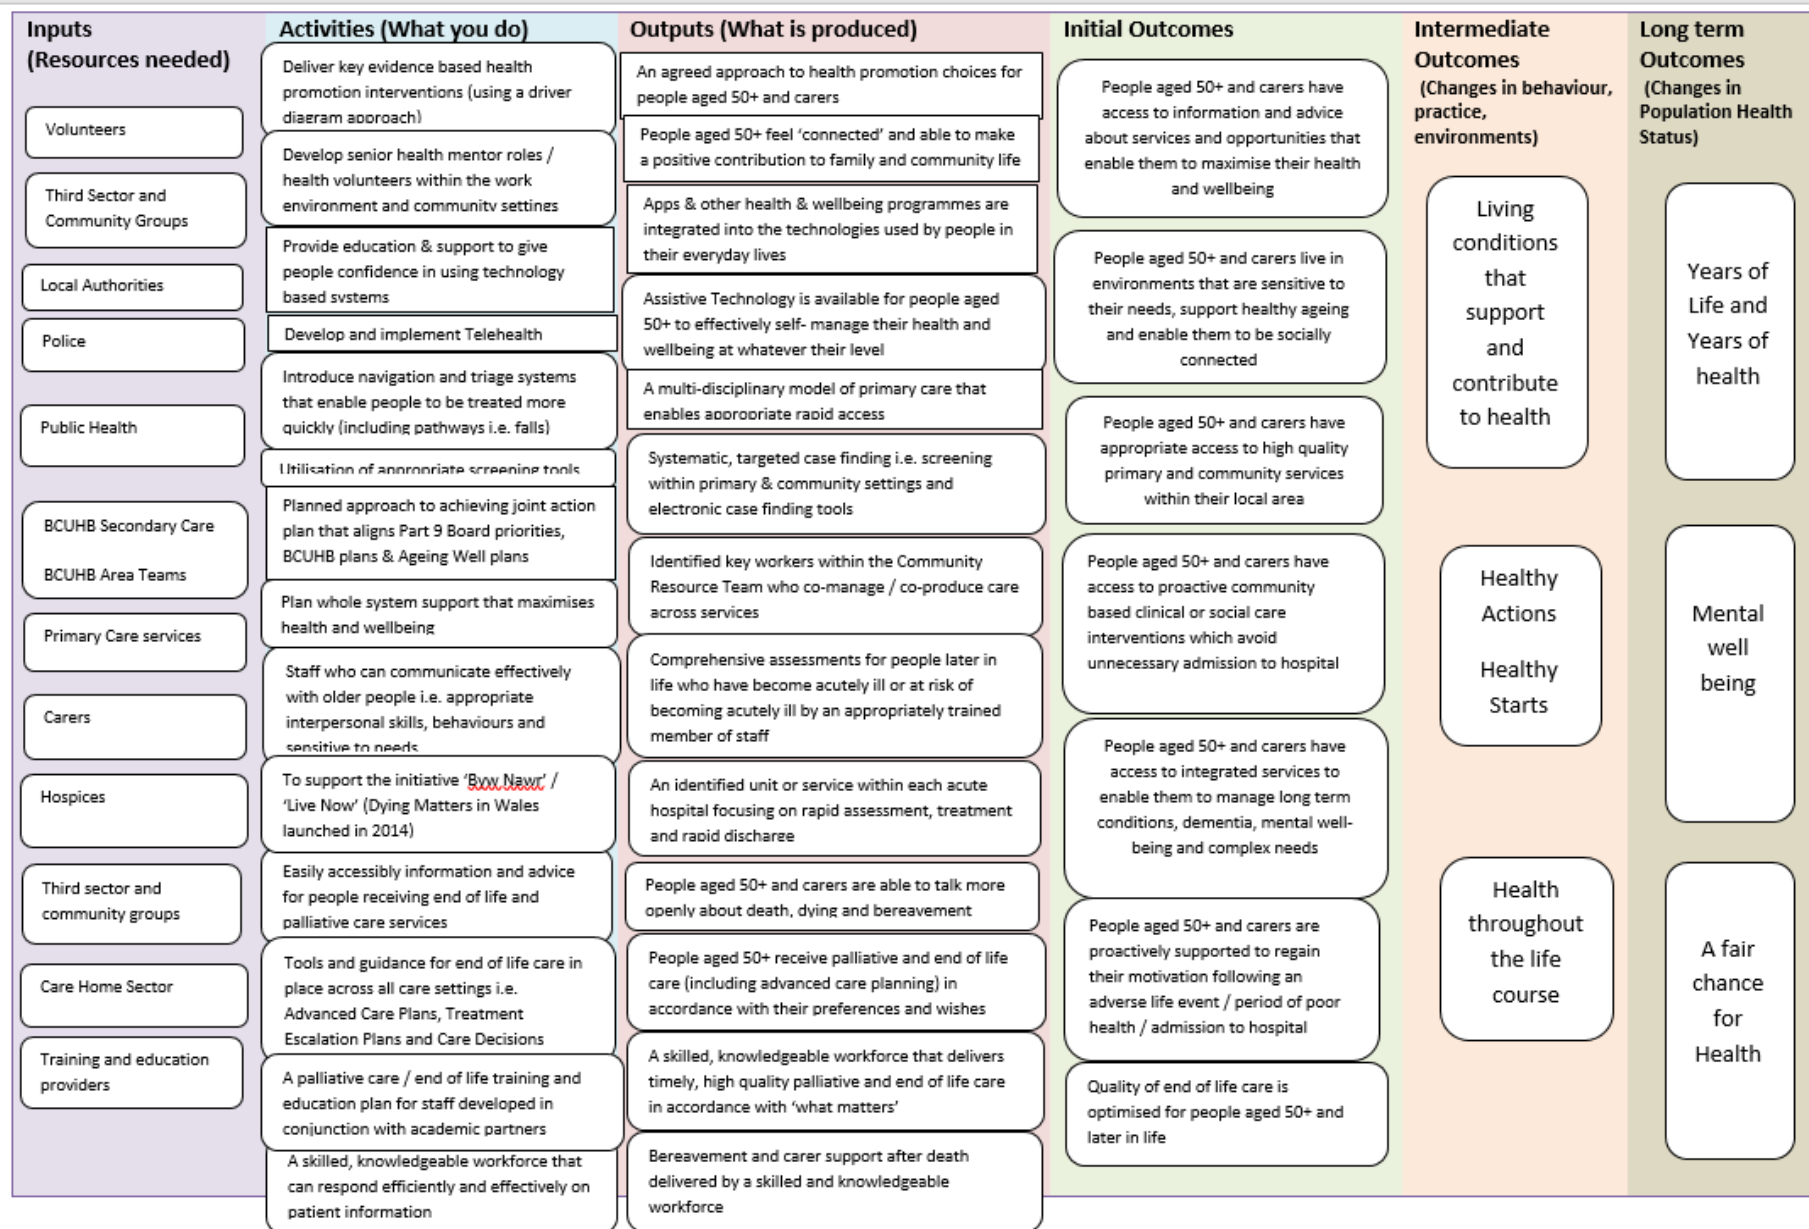 Inputs
(Resources needed)
Volunteers
Third Sector and
Community Groups
Local Authorities
Police
Public Health
BCUHB Secondary Care
BCUHB Area Teams
Primary Care services
Carers
Hospices
Third sector and
community groups
Care Home Sector
Training and education
providers
Activities (What you do)
Deliver key evidence based health
promotion interventions (using a driver
diagram approach)
Develop senior health mentor roles /
health volunteers within the work
environment and community settings
Provide education & support to give
people confidence in using technology
based systems
Develop and implement Telehealth
Introduce navigation and triage systems
that enable people to be treated more
quickly (including pathways i.e. falls)
Utilisation of appropriate screening tools
Planned approach to achieving joint action
plan that aligns Part 9 Board priorities,
BCUHB plans & Ageing Well plans
Plan whole system support that maximises
health and wellbeing
Staff who can communicate effectively
with older people i.e. appropriate
interpersonal skills, behaviours and
sensitive to needs
To support the initiative ‘Byw Nawr’ /
‘Live Now’ (Dying Matters in Wales
launched in 2014)
Easily accessibly information and advice
for people receiving end of life and
palliative care services
Tools and guidance for end of life care in
place across all care settings i.e.
Advanced Care Plans, Treatment
Escalation Plans and Care Decisions
A palliative care / end of life training and
education plan for staff developed in
conjunction with academic partners
A skilled, knowledgeable workforce that
can respond efficiently and effectively on
patient information
Outputs (What is produced)
An agreed approach to health promotion choices for
people aged 50+ and carers
People aged 50+ feel ‘connected’ and able to make
a positive contribution to family and community life
Apps & other health & wellbeing programmes are
integrated into the technologies used by people in
their everyday lives
Assistive Technology is available for people aged
50+ to effectively self- manage their health and
wellbeing at whatever their level
A multi-disciplinary model of primary care that
enables appropriate rapid access
Systematic, targeted case finding i.e. screening
within primary & community settings and
electronic case finding tools
Identified key workers within the Community
Resource Team who co-manage / co-produce care
across services
Comprehensive assessments for people later in
life who have become acutely ill or at risk of
becoming acutely ill by an appropriately trained
member of staff
An identified unit or service within each acute
hospital focusing on rapid assessment, treatment
and rapid discharge
People aged 50+ and carers are able to talk more
openly about death, dying and bereavement
People aged 50+ receive palliative and end of life
care (including advanced care planning) in
accordance with their preferences and wishes
A skilled, knowledgeable workforce that delivers
timely, high quality palliative and end of life care
in accordance with ‘what matters’
Bereavement and carer support after death
delivered by a skilled and knowledgeable
workforce
Initial Outcomes
People aged 50+ and carers have
access to information and advice
about services and opportunities that
enable them to maximise their health
and wellbeing
People aged 50+ and carers live in
environments that are sensitive to
their needs, support healthy ageing
and enable them to be socially
connected
People aged 50+ and carers have
appropriate access to high quality
primary and community services
within their local area
People aged 50+ and carers have
access to proactive community
based clinical or social care
interventions which avoid
unnecessary admission to hospital
People aged 50+ and carers have
access to integrated services to
enable them to manage long term
conditions, dementia, mental well-
being and complex needs
People aged 50+ and carers are
proactively supported to regain
their motivation following an
adverse life event / period of poor
health / admission to hospital
Quality of end of life care is
optimised for people aged 50+ and
later in life
Intermediate
Outcomes
(Changes in behaviour,
practice,
environments)
Living
conditions
that
support
and
contribute
to health
Healthy
Actions
Healthy
Starts
Health
throughout
the life
course
Long term
Outcomes
(Changes in
Population Health
Status)
Years of
Life and
Years of
health
Mental
well
being
A fair
chance
for
Health